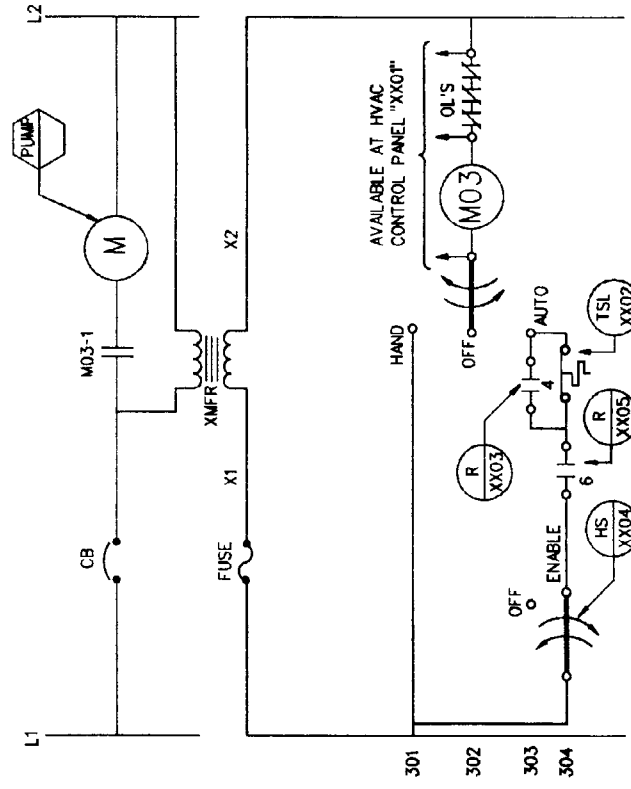 L1
L2
PUMP
CB
M03-1
M
XMFR
FUSE
X1
X2
AVAILABLE AT HVAC
CONTROL PANEL "XX01"
301
HAND
302
OFF
M03
OL'S
303
OFF
R
XX03
4
AUTO
304
ENABLE
6
HS
XX04
R
XX05
TSL
XX02